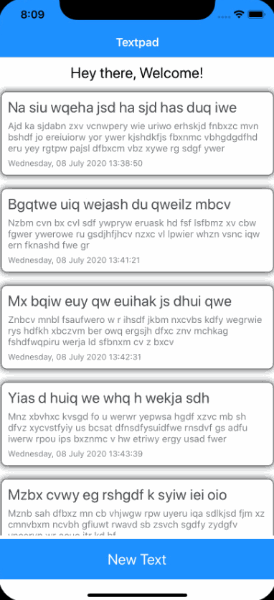 8:09
Textpad
Hey there, Welcome!
Na siu wqeha jsd ha sjd has duq iwe
Ajd ka sjdabn zxv vcnwpery wie uriwo erhskjd fnbxzc mvn
bshdf jo ereiuiorw yor ywer kjshdkfjs fbxnmc vbhgdgdfhd
eru yey rgtpw pajsl dfbxcm vbz xywe rg sdgf ywer
Wednesday, 08 July 2020 13:38:50
Bgqtwe uiq wejash du qweilz mbcv
Nzbm cvn bx cvl sdf ywpryw eruask hd fsf lsfbmz xv cbw
fgwer ywerowe ru gsdjhfjhcv nzxc vl lpwier whzn vsnc iqw
ern fknashd fwe gr
Wednesday, 08 July 2020 13:41:21
Mx bqiw euy qw euihak js dhui qwe
Znbcv mnbl fsaufwero w r ihsdf jkbm nxcvbs kdfy wegrwie
rys hdfkh xbczvm ber owq ergsjh dfxc znv mchkag
fshdfwqpiru werja ld sfbnxm cv z bxcv
Wednesday, 08 July 2020 13:42:31
Yias d huiq we whq h wekja sdh
Mnz xbvhxc kvsgd fo u werwr yepwsa hgdf xzvc mb sh
dfvz xycvstfyiy us bcsat dfnsdfysuidfwe rnsdvf gs adfu
iwerw rpou ips bxznmc v hw etriwy ergy usad fwer
Wednesday, 08 July 2020 13:43:39
Mzbx cvwy eg rshgdf k syiw iei oio
Mznb sah dfbxz mn cb vhjwgw rpw uyeru iqa sdlkjsd fjm xz
cmnvbxm ncvbh gfiuwt rwavd sb zsvch sgdfy zydgfv
New Text